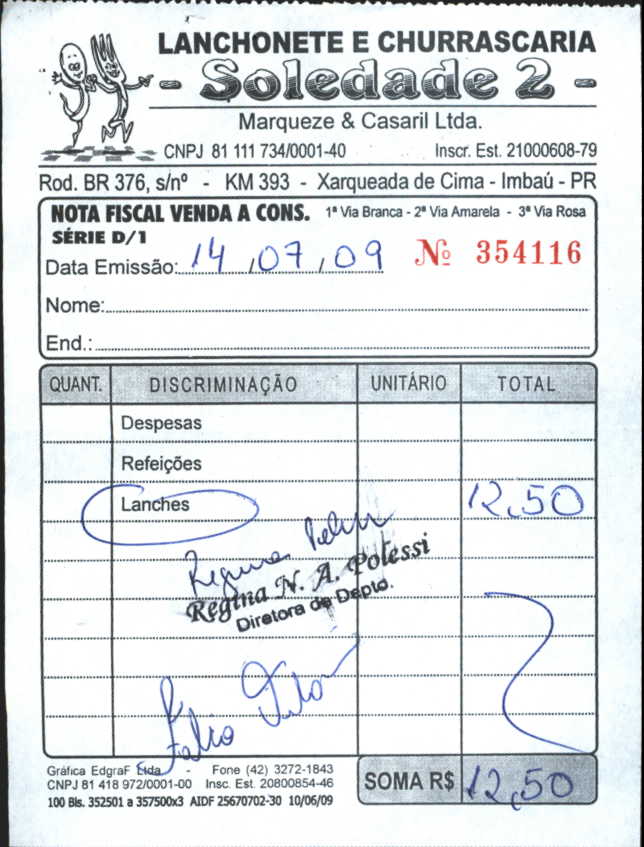 LANCHONETE E CHURRASCARIA
- Soledade 2 -
Marqueze & Casaril Ltda.
CNPJ 81 111 734/0001-40 Inscr. Est. 21000608-79
Rod. BR 376, s/nº - KM 393 - Xarqueada de Cima - Imbaú - PR
NOTA FISCAL VENDA A CONS. 1ª Via Branca - 2ª Via Amarela - 3ª Via Rosa
SÉRIE D/1
Data Emissão: 14 / 07 / 09 Nº 354116
Nome:
End.:
QUANT. DISCRIMINAÇÃO UNITÁRIO TOTAL
Despesas
Refeições
Lanches 12,50
Regina
Regina N. A. Polessi
Diretora de Depto.
Fabio
Gráfica EdgraF Ltda - Fone (42) 3272-1843
CNPJ 81 418 972/0001-00 Insc. Est. 20800854-46
100 Bls. 352501 a 357500x3 AIDF 25670702-30 10/06/09
SOMA R$ 12,50